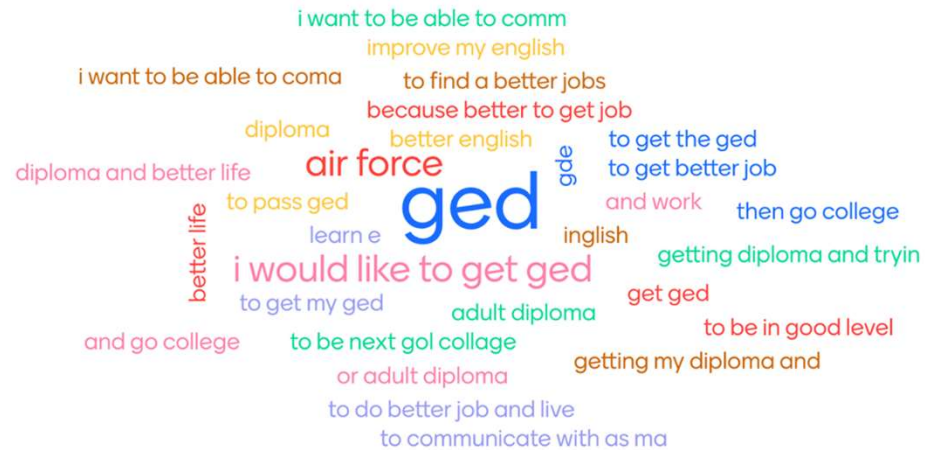 i want to be able to comm
improve my english
i want to be able to coma
to find a better jobs
because better to get job
diploma
better english
to get the ged
gde
air force
to get better job
diploma and better life
ged
to pass ged
and work
then go college
better life
learn e
inglish
getting diploma and tryin
i would like to get ged
get ged
to get my ged
adult diploma
to be in good level
and go college
to be next gol collage
getting my diploma and
or adult diploma
to do better job and live
to communicate with as ma